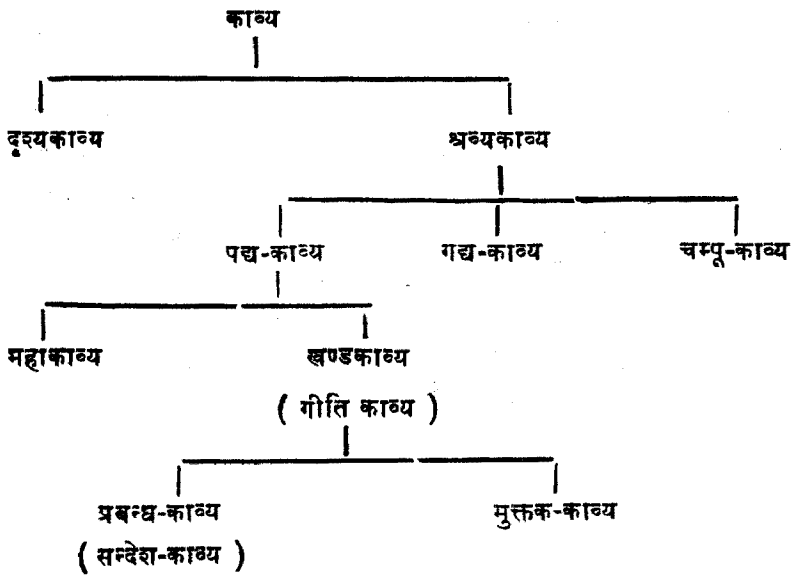 काव्य
दृश्यकाव्य श्रव्यकाव्य
पद्य-काव्य गद्य-काव्य चम्पू-काव्य
महाकाव्य खण्डकाव्य
( गीति काव्य )
प्रबन्ध-काव्य मुक्तक-काव्य
( सन्देश-काव्य )